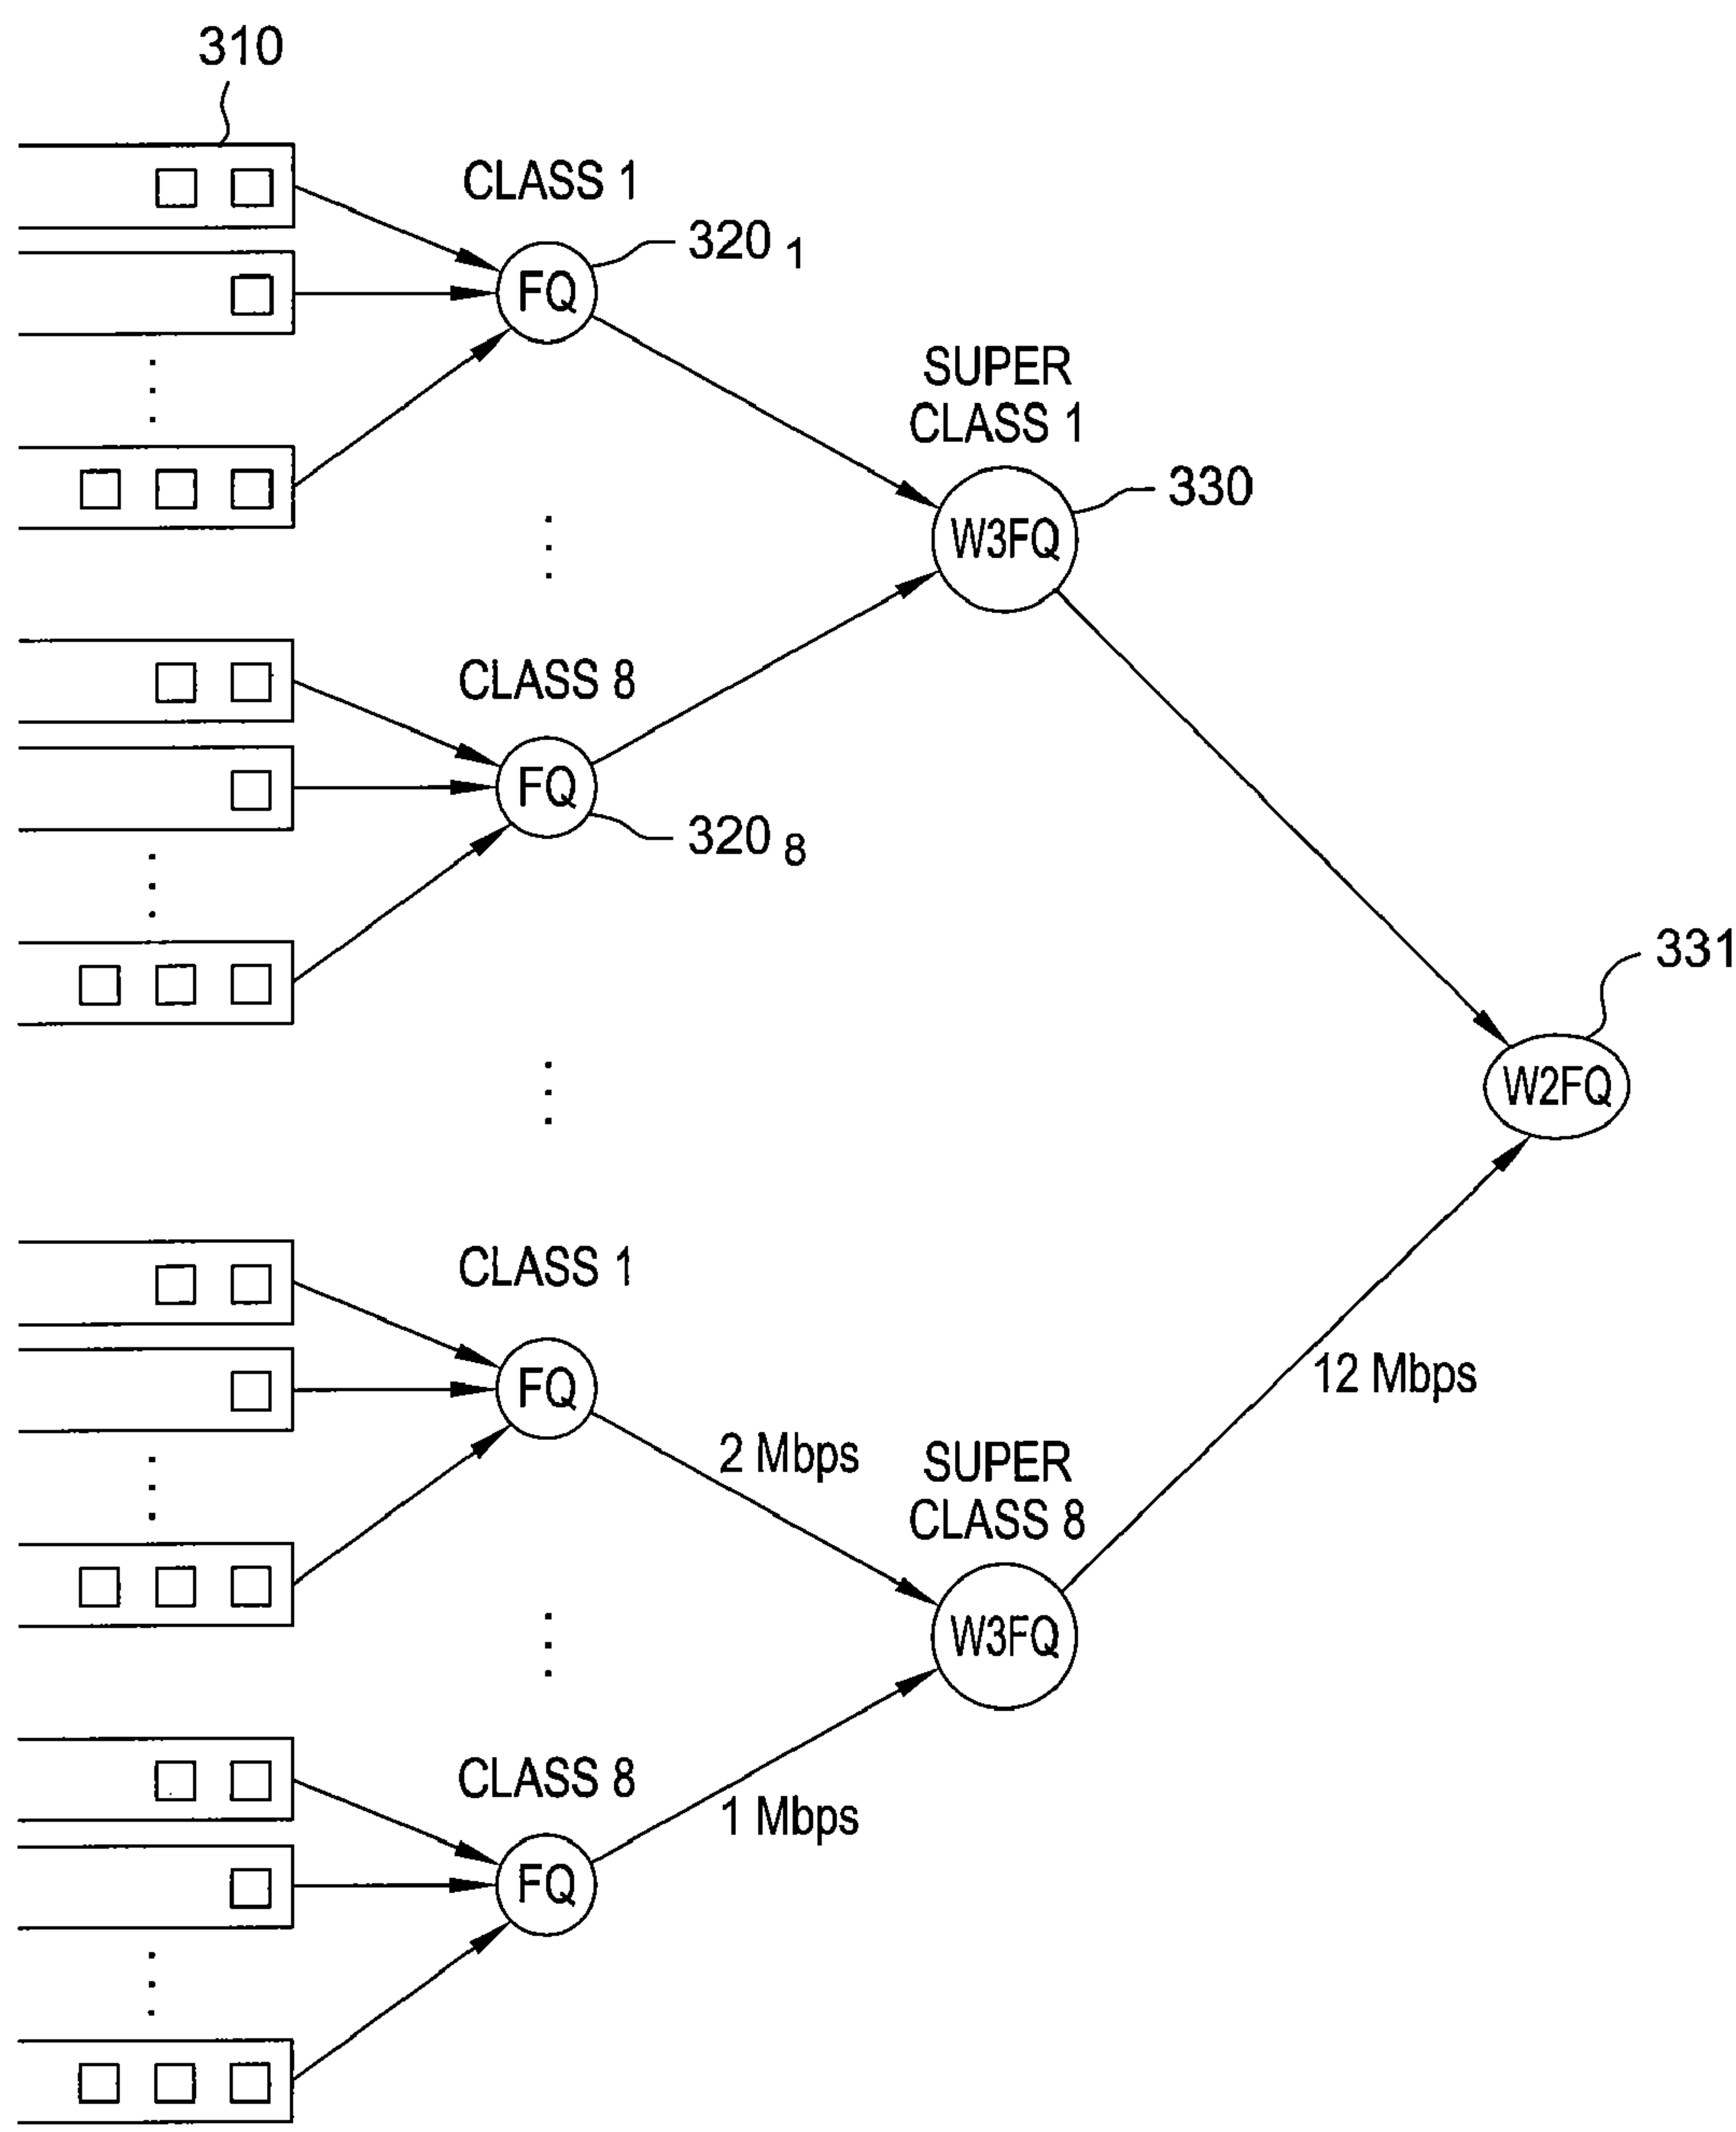 310
CLASS 1
320 1
FQ
SUPER
CLASS 1
330
W3FQ
CLASS 8
FQ
320 8
331
W2FQ
CLASS 1
FQ
12 Mbps
2 Mbps
SUPER
CLASS 8
W3FQ
CLASS 8
1 Mbps
FQ